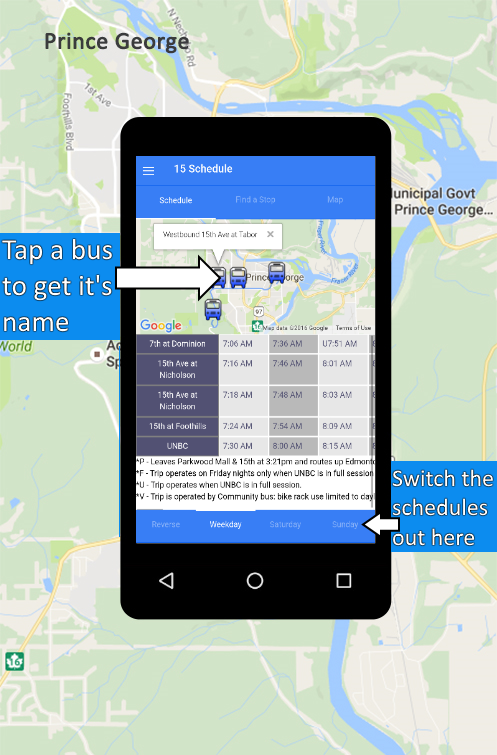 Prince George
N Nechako Rd
1st Ave
Foothills Blvd
15 Schedule
Schedule
Find a Stop
Map
Municipal Govt
Prince George...
Westbound 15th Ave at Tabor ×
Tap a bus
to get it's
name
Prince George
Fraser River
97
Google
Map data ©2016 Google Terms of Use
World
7th at Dominion 7:06 AM 7:36 AM U7:51 AM
15th Ave at
Nicholson 7:16 AM 7:46 AM 8:01 AM
15th Ave at
Nicholson 7:18 AM 7:48 AM 8:03 AM
15th at Foothills 7:24 AM 7:54 AM 8:09 AM
UNBC 7:30 AM 8:00 AM 8:15 AM
*P - Leaves Parkwood Mall & 15th at 3:21pm and routes up Edmonto
*F - Trip operates on Friday nights only when UNBC is in full session
*U - Trip operates when UNBC is in full session.
*V - Trip is operated by Community bus: bike rack use limited to dayl
Switch the
schedules
out here
Reverse
Weekday
Saturday
Sunday
16